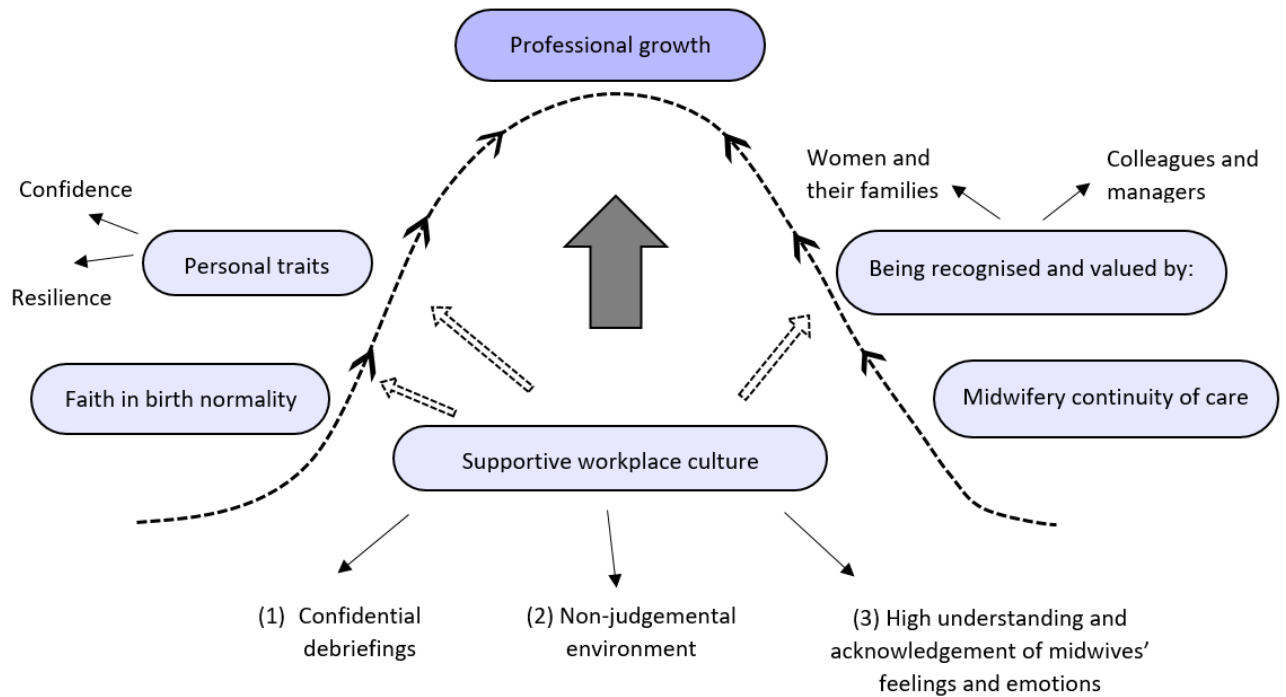 Professional growth
Women and
their families
Colleagues and
managers
Confidence
Personal traits
Resilience
Being recognised and valued by:
Faith in birth normality
Midwifery continuity of care
Supportive workplace culture
(1) Confidential
debriefings
(2) Non-judgemental
environment
(3) High understanding and
acknowledgement of midwives’
feelings and emotions